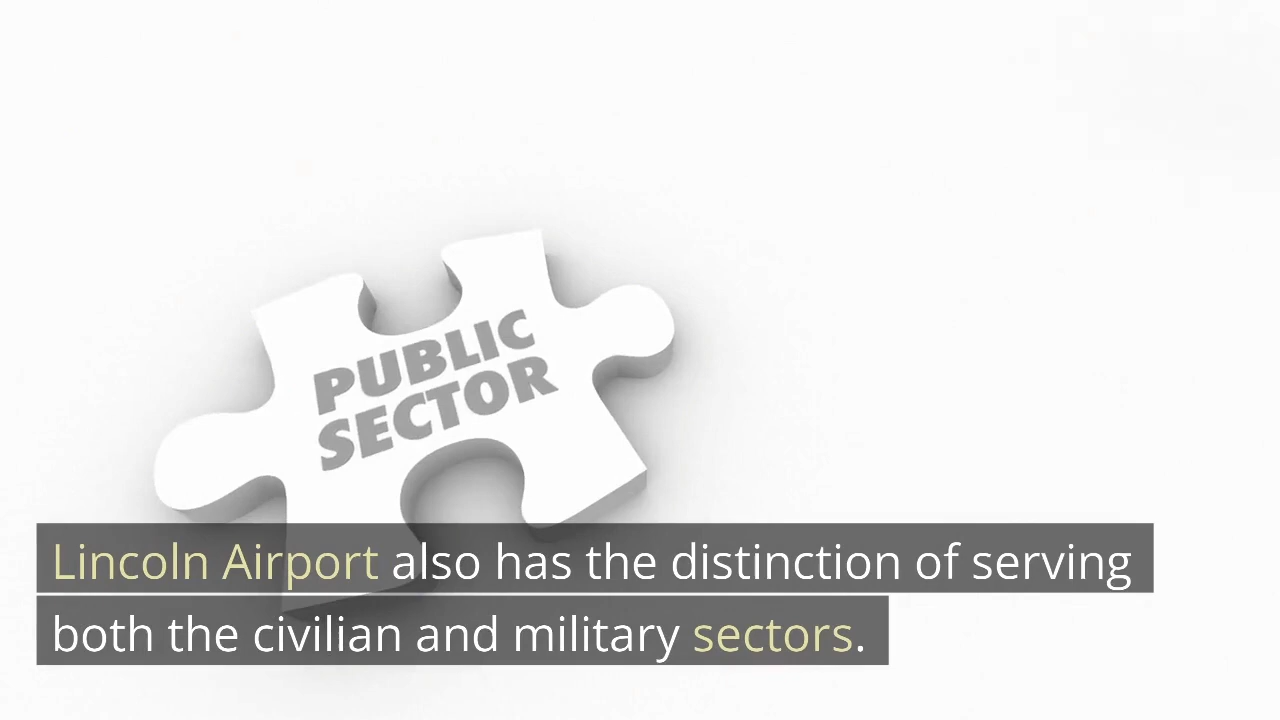 PUBLIC
SECTOR
Lincoln Airport also has the distinction of serving
both the civilian and military sectors.